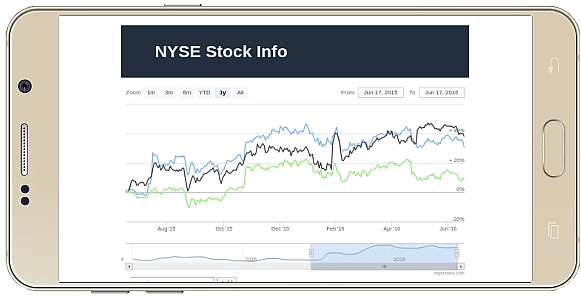 NYSE Stock Info
Zoom 1m 3m 6m YTD 1y All From Jun 17, 2015 To Jun 17, 2016
+ 20%
0%
-20%
Aug '15 Oct '15 Dec '15 Feb '16 Apr '16 Jun '16
2015 2016
Highcharts.com